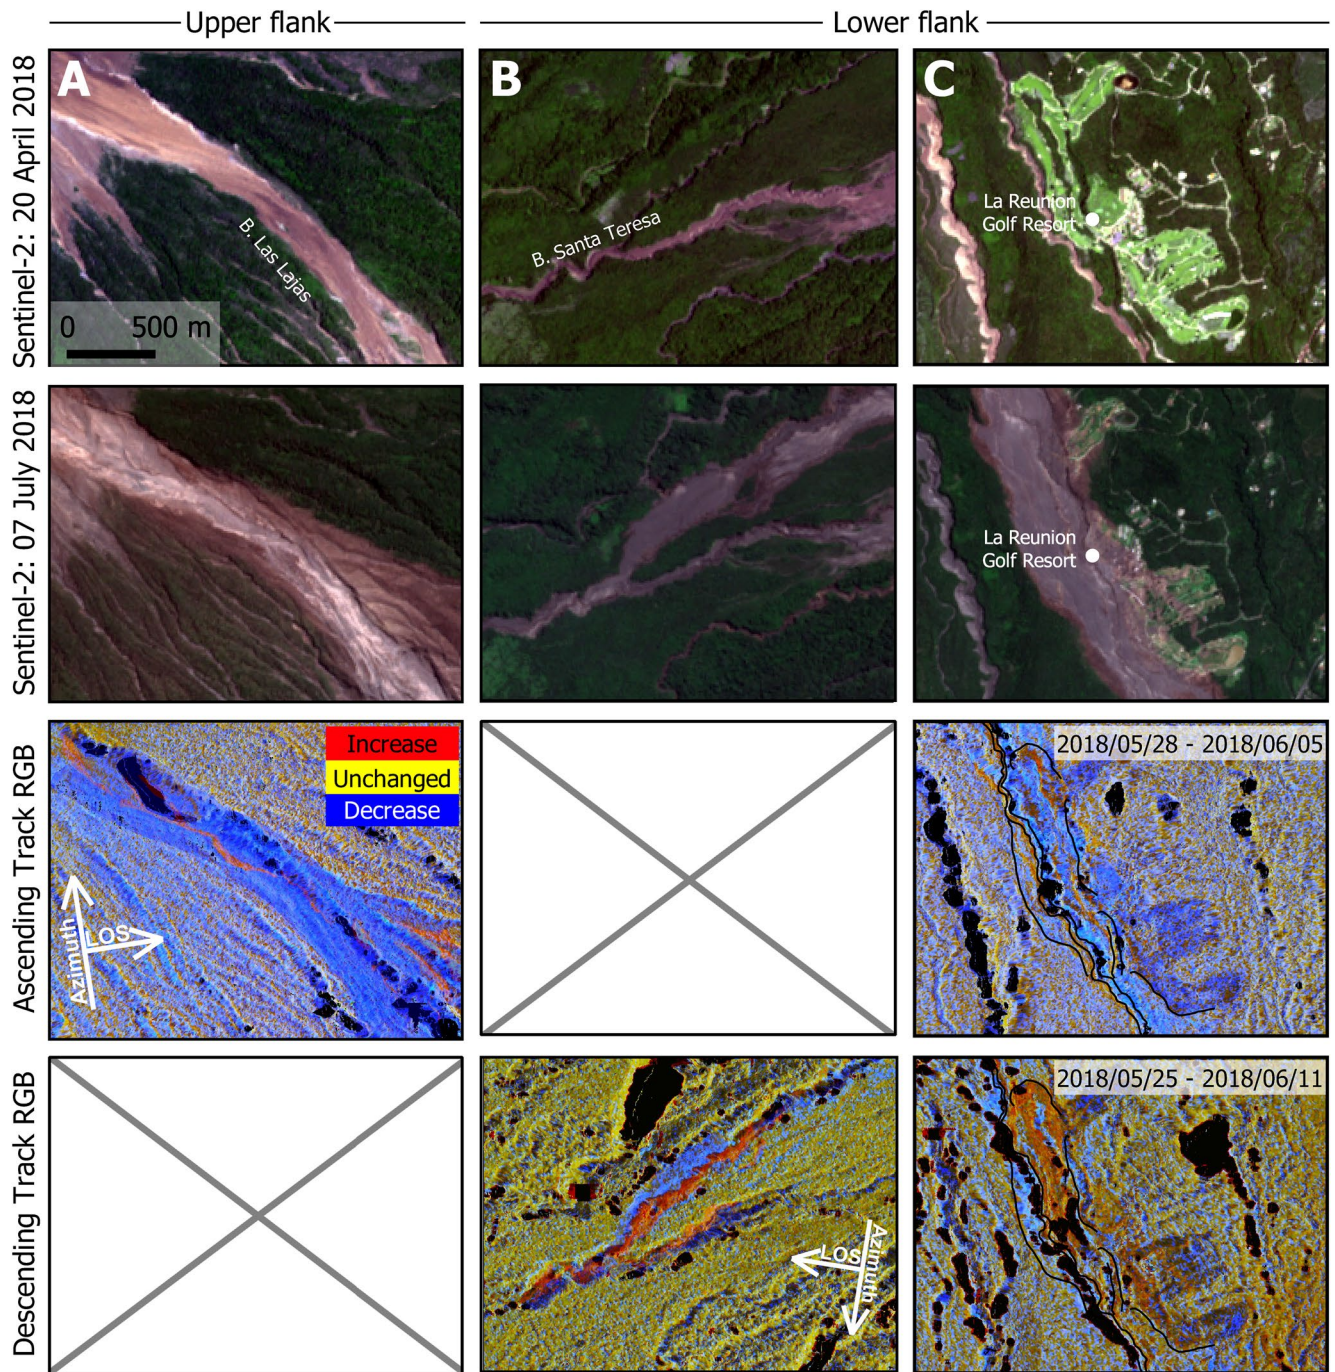 Upper flank
Lower flank
Sentinel-2: 20 April 2018
A
B. Las Lajas
0 500 m
B
B. Santa Teresa
C
La Reunion
Golf Resort
Sentinel-2: 07 July 2018
La Reunion
Golf Resort
Ascending Track RGB
Increase
Unchanged
Decrease
Azimuth
LOS
2018/05/28 - 2018/06/05
Descending Track RGB
LOS
Azimuth
2018/05/25 - 2018/06/11